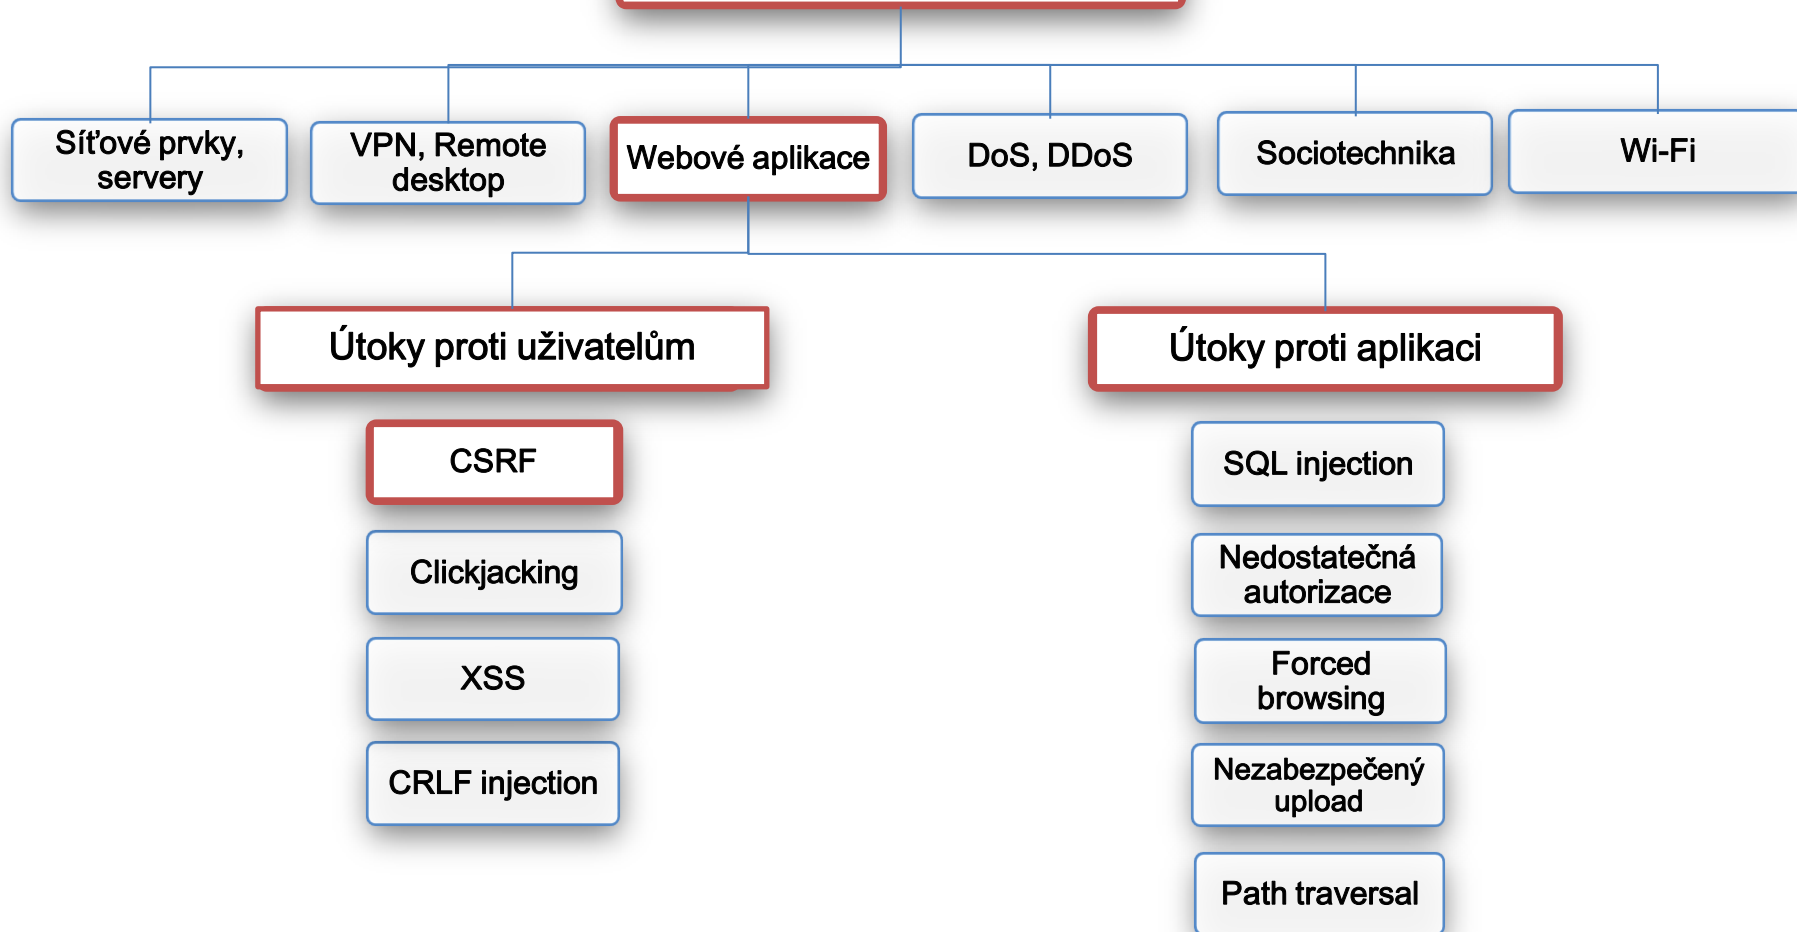 Síťové prvky,
servery
VPN, Remote
desktop
Webové aplikace
DoS, DDoS
Sociotechnika
Wi-Fi
Útoky proti uživatelům
Útoky proti aplikaci
CSRF
Clickjacking
XSS
CRLF injection
SQL injection
Nedostatečná
autorizace
Forced
browsing
Nezabezpečený
upload
Path traversal